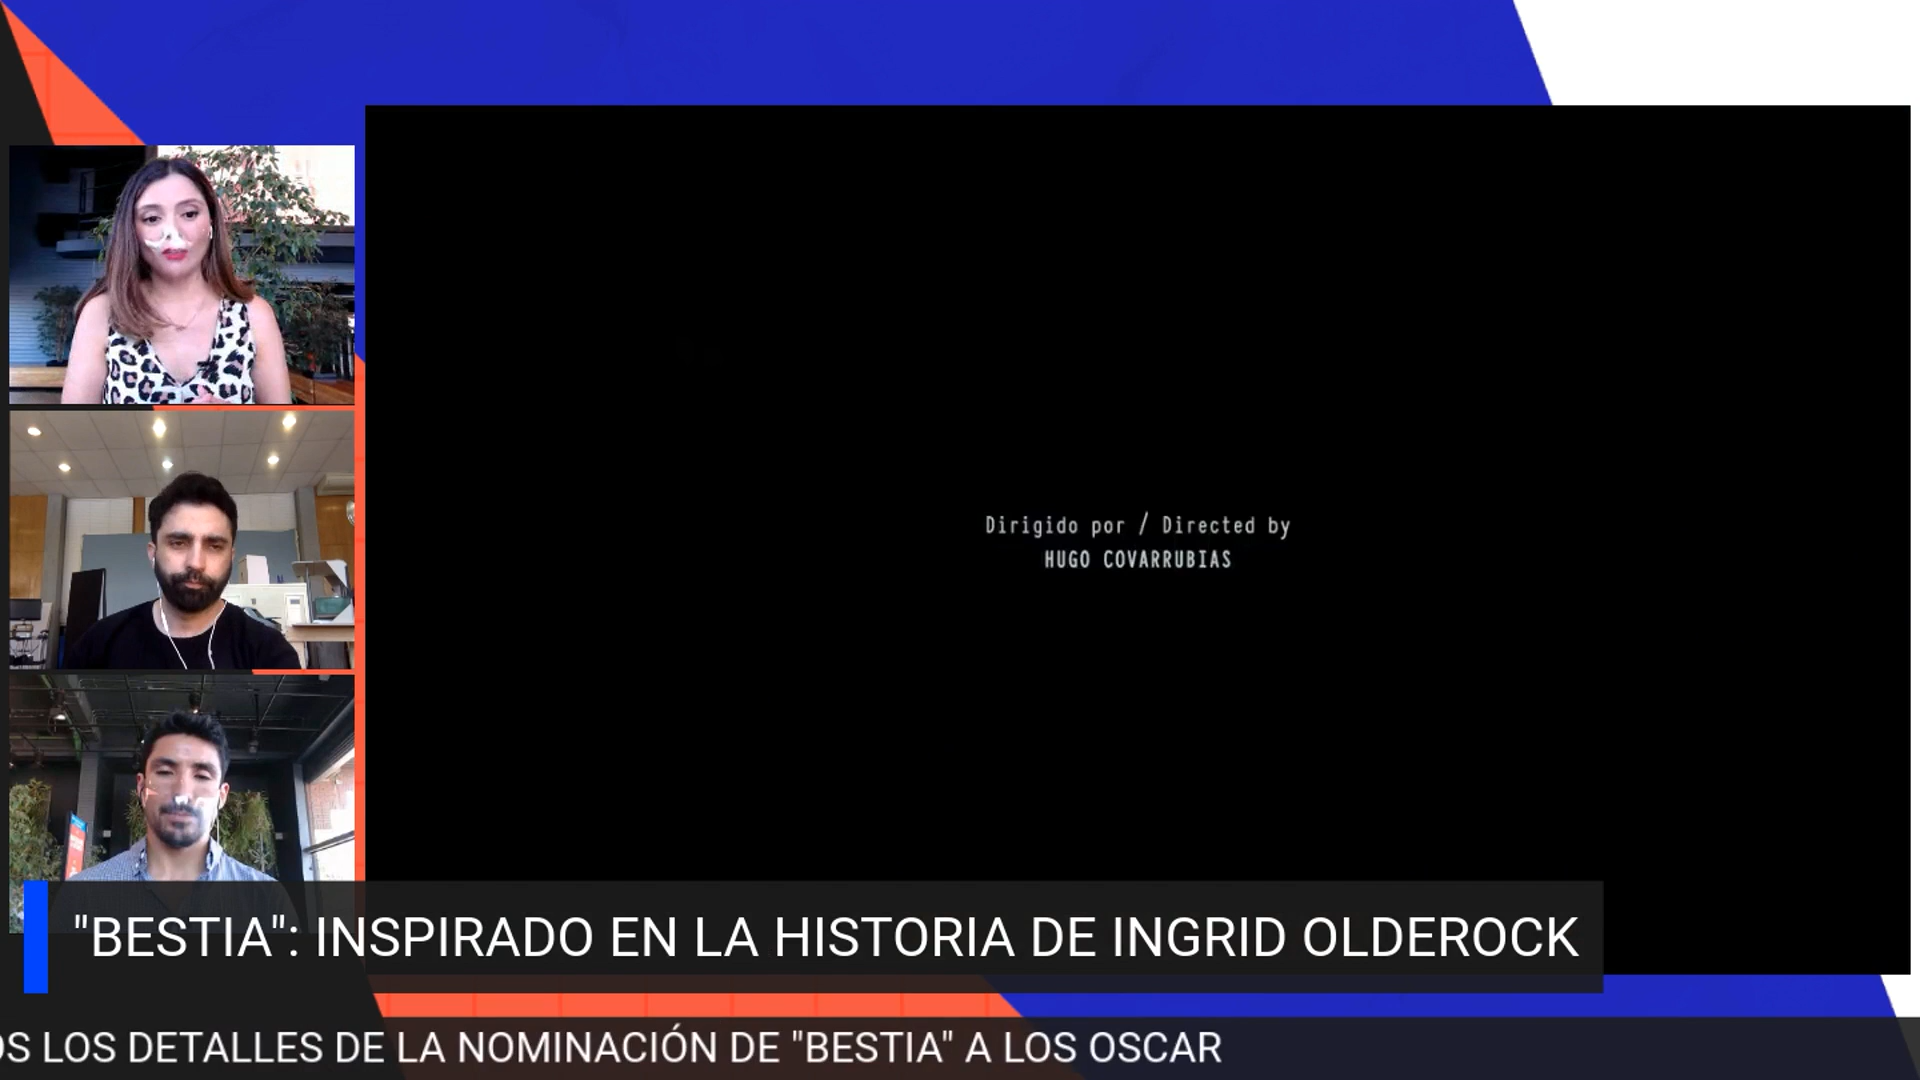 Dirigido por / Directed by
HUGO COVARRUBIAS
"BESTIA": INSPIRADO EN LA HISTORIA DE INGRID OLDEROCK
LOS DETALLES DE LA NOMINACIÓN DE "BESTIA" A LOS OSCAR